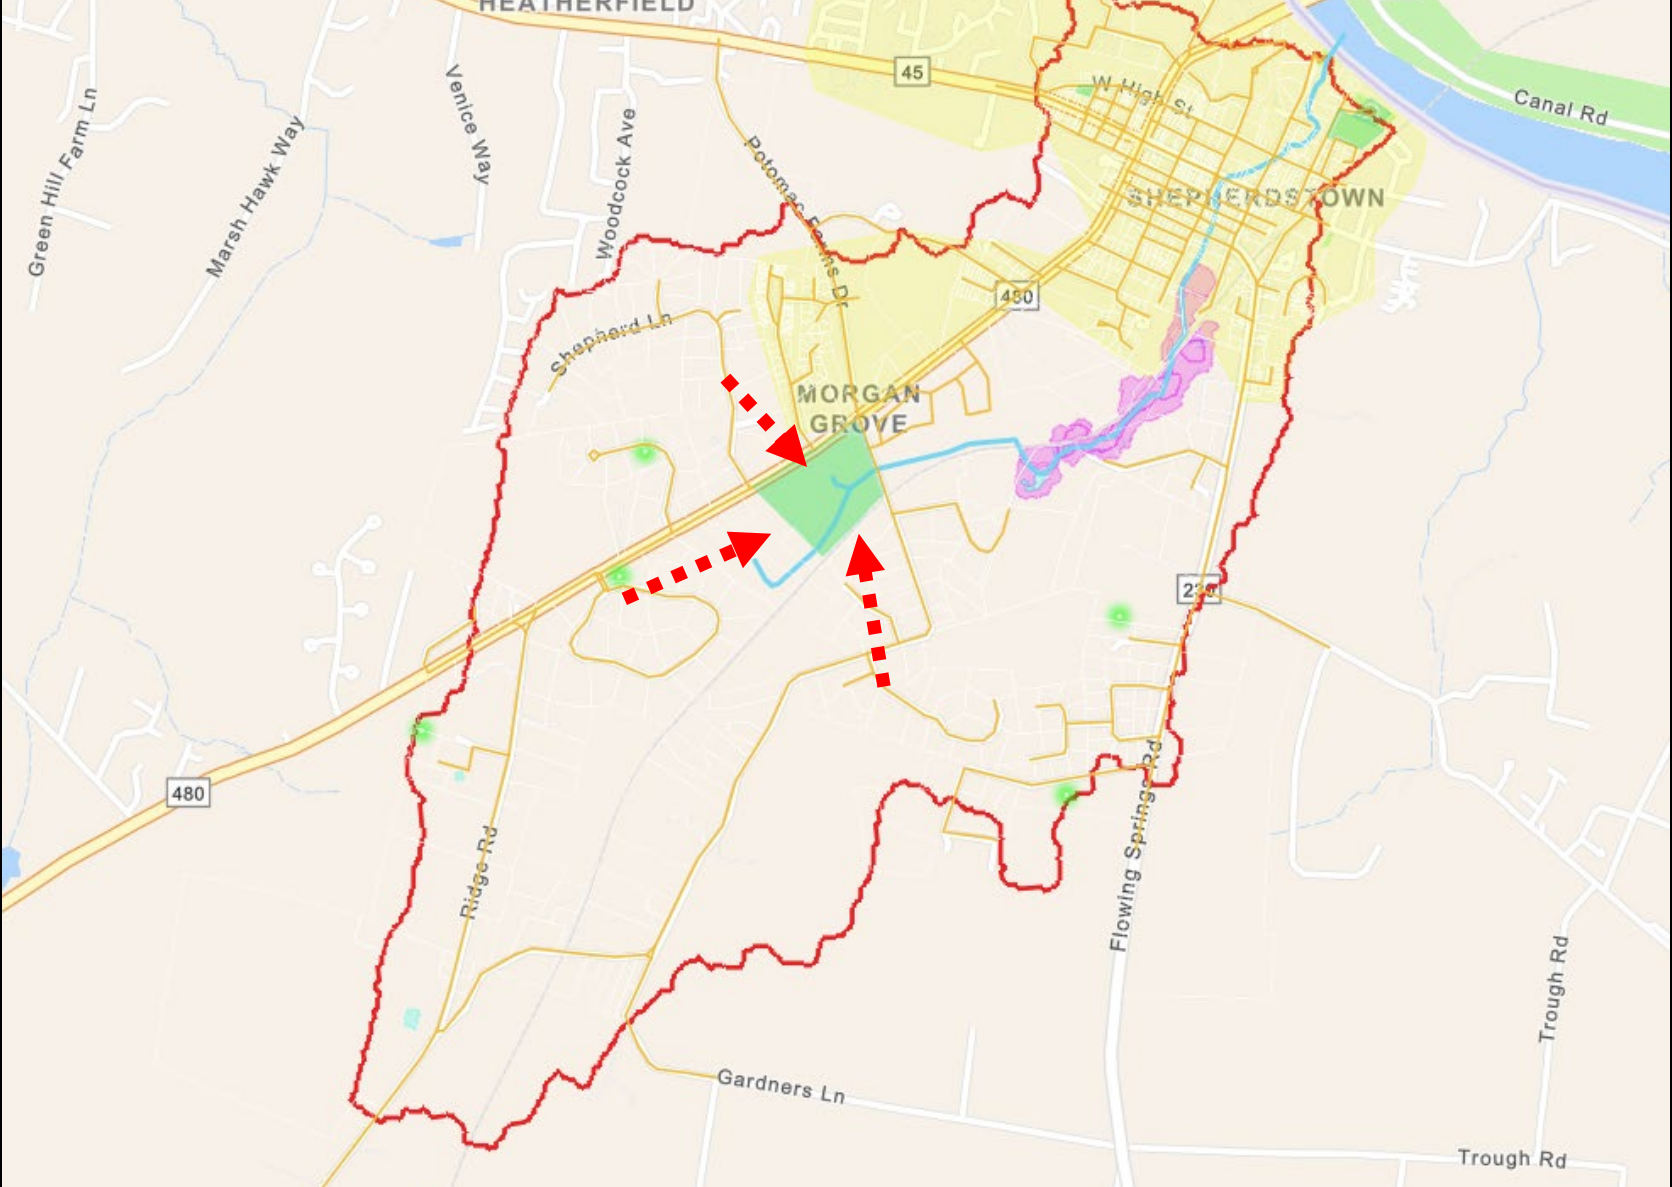 HEATHERFIELD
45
W High St
Canal Rd
Green Hill Farm Ln
Marsh Hawk Way
Venice Way
Woodcock Ave
Potomac Farms Dr
SHEPHERDSTOWN
480
Shepherd Ln
MORGAN
GROVE
230
480
Ridge Rd
Flowing Springs Rd
Trough Rd
Gardners Ln
Trough Rd